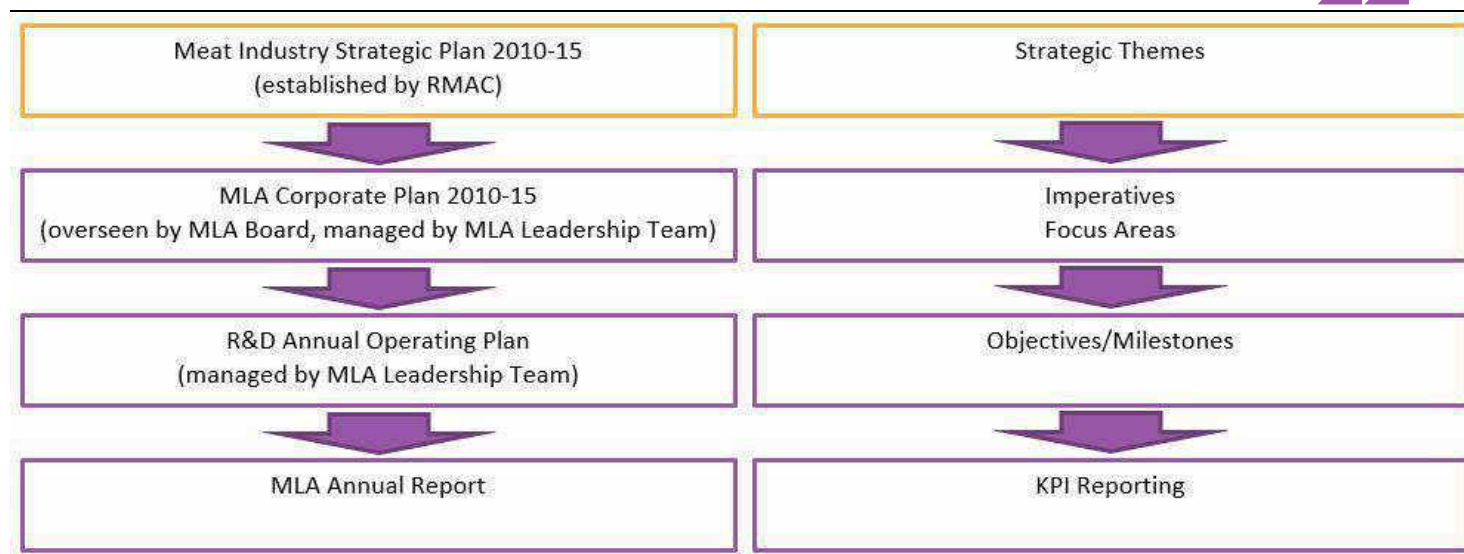 Meat Industry Strategic Plan 2010-15
(established by RMAC)
Strategic Themes
MLA Corporate Plan 2010-15
(overseen by MLA Board, managed by MLA Leadership Team)
Imperatives
Focus Areas
R&D Annual Operating Plan
(managed by MLA Leadership Team)
Objectives/Milestones
MLA Annual Report
KPI Reporting